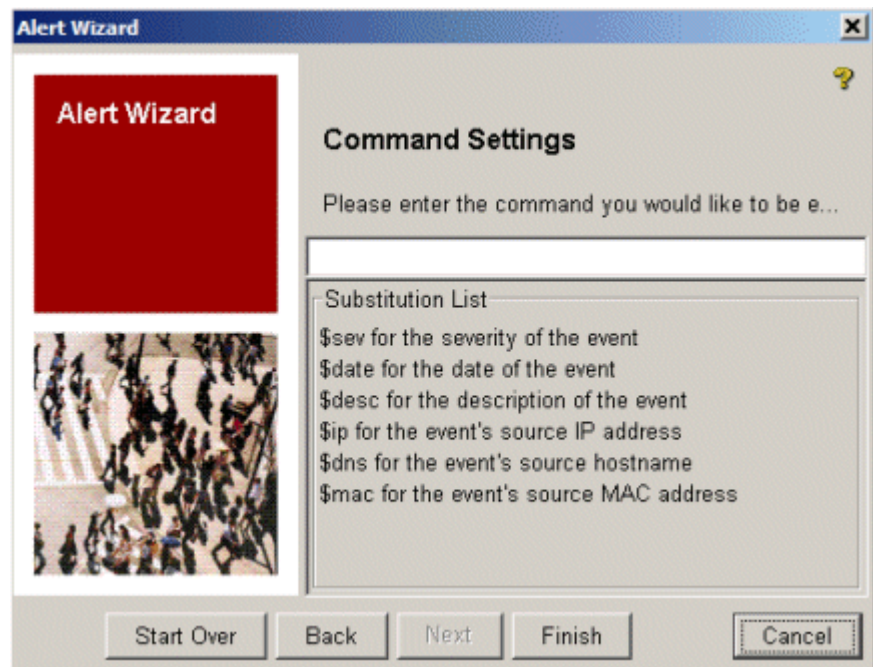 Alert Wizard
Alert Wizard
Command Settings
Please enter the command you would like to be e...
Substitution List
$sev for the severity of the event
$date for the date of the event
$desc for the description of the event
$ip for the event's source IP address
$dns for the event's source hostname
$mac for the event's source MAC address
Start Over Back Next Finish Cancel